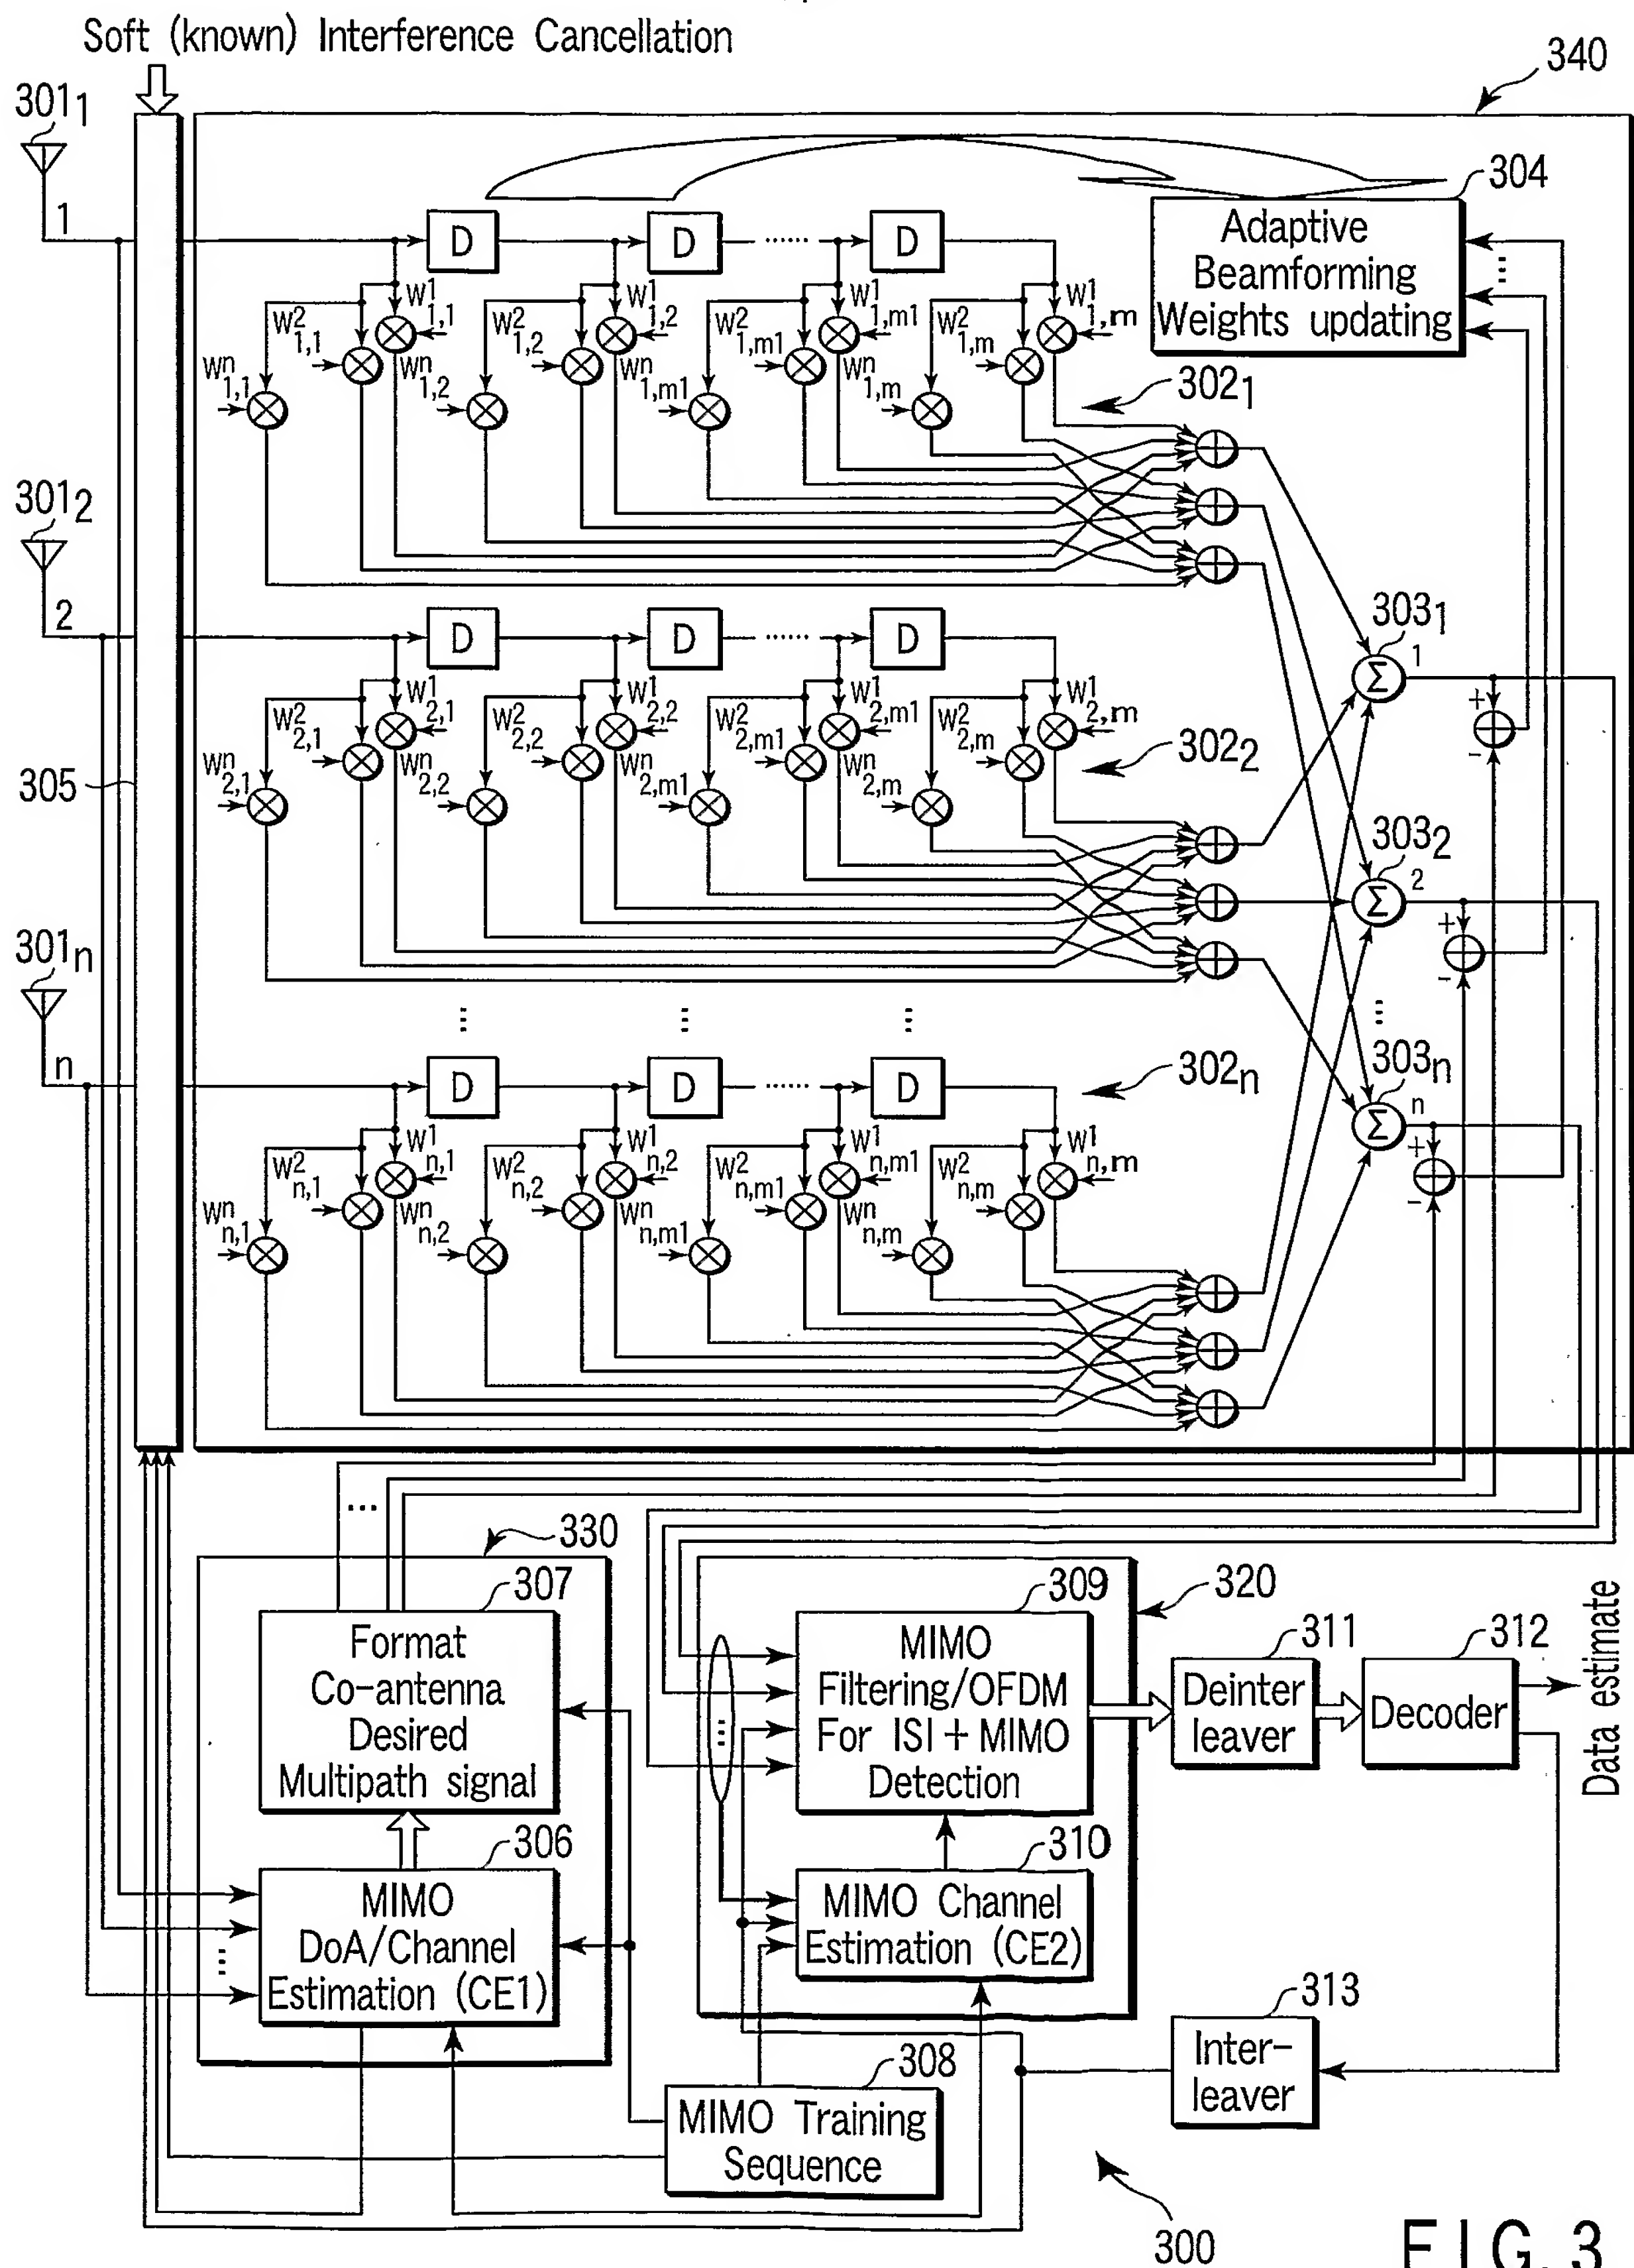 Soft (known) Interference Cancellation
340
301₁
304
Adaptive
Beamforming
Weights updating
1
D
D
......
D
...
w¹1,1
w²1,1
wⁿ1,1
w¹1,2
w²1,2
wⁿ1,2
w¹1,m1
w²1,m1
wⁿ1,m1
w¹1,m
w²1,m
wⁿ1,m
302₁
301₂
2
D
D
......
D
303₁
1
Σ
+
-
w¹2,1
w²2,1
wⁿ2,1
w¹2,2
w²2,2
wⁿ2,2
w¹2,m1
w²2,m1
wⁿ2,m1
w¹2,m
w²2,m
wⁿ2,m
302₂
305
303₂
2
Σ
+
-
301ₙ
...
...
...
...
n
D
D
......
D
302ₙ
303ₙ
n
Σ
+
-
w¹n,1
w²n,1
wⁿn,1
w¹n,2
w²n,2
wⁿn,2
w¹n,m1
w²n,m1
wⁿn,m1
w¹n,m
w²n,m
wⁿn,m
...
330
307
Format
Co-antenna
Desired
Multipath signal
306
MIMO
DoA/Channel
Estimation (CE1)
...
320
309
MIMO
Filtering/OFDM
For ISI + MIMO
Detection
...
310
MIMO Channel
Estimation (CE2)
311
Deinter
leaver
312
Decoder
Data estimate
313
Inter-
leaver
308
MIMO Training
Sequence
300
FIG. 3